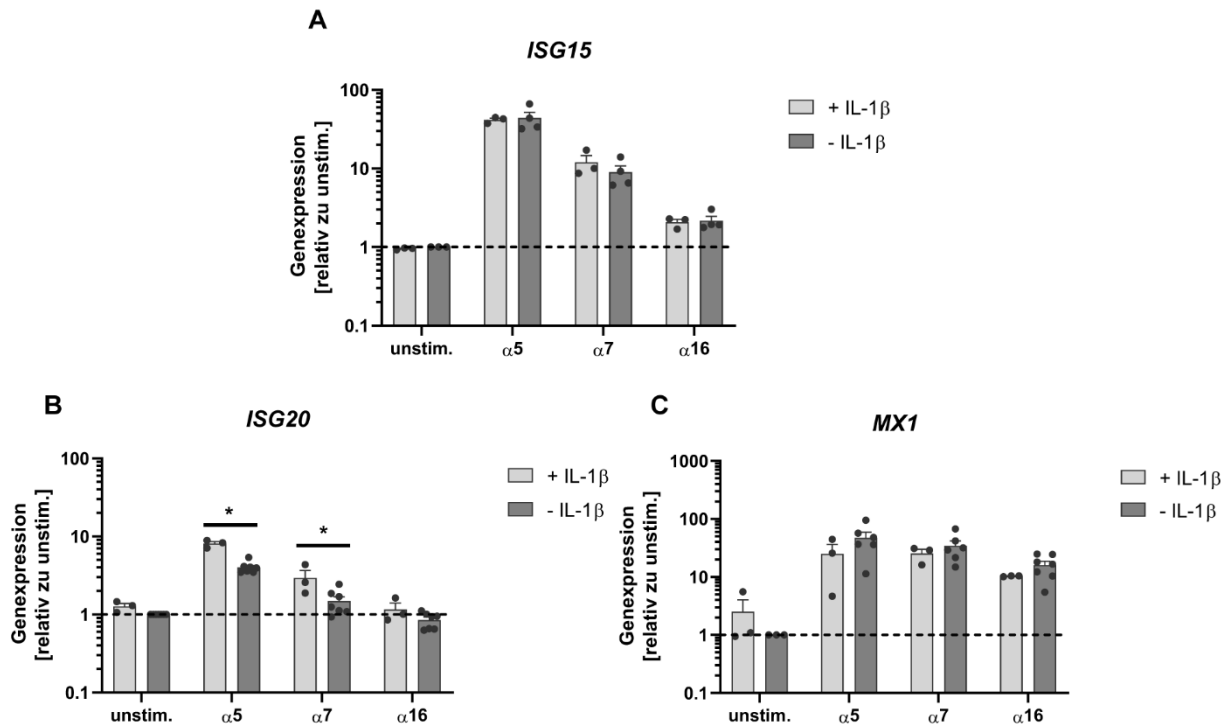 A
ISG15
Genexpression
[relativ zu unstim.]
100
10
1
0.1
unstim.
α5
α7
α16
+ IL-1β
- IL-1β
B
ISG20
Genexpression
[relativ zu unstim.]
100
10
1
0.1
*
*
unstim.
α5
α7
α16
+ IL-1β
- IL-1β
C
MX1
Genexpression
[relativ zu unstim.]
1000
100
10
1
0.1
unstim.
α5
α7
α16
+ IL-1β
- IL-1β